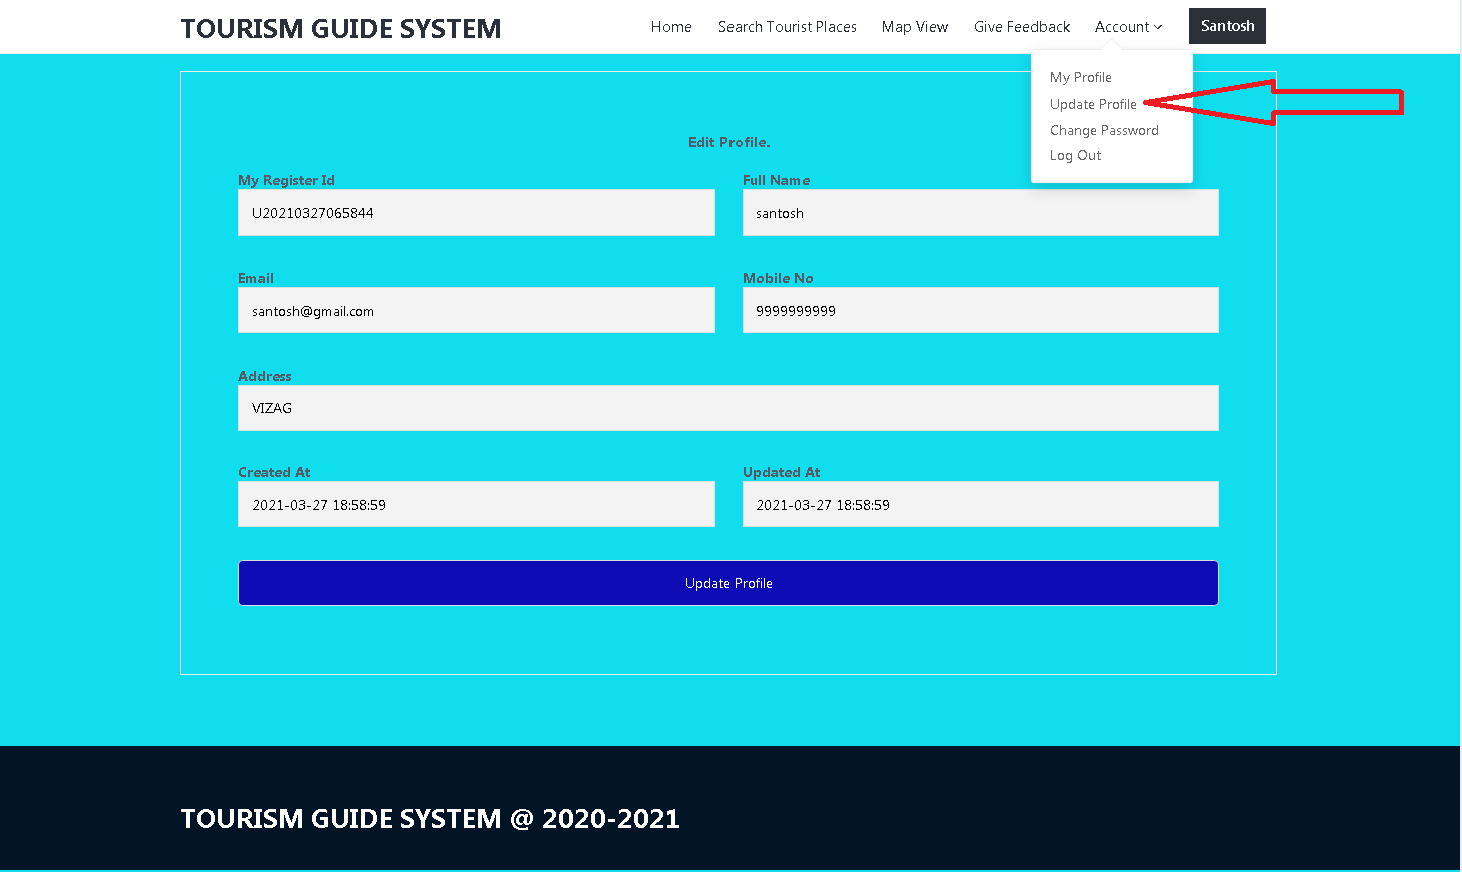 TOURISM GUIDE SYSTEM
Home Search Tourist Places Map View Give Feedback Account Santosh
My Profile
Update Profile
Change Password
Log Out
Edit Profile.
My Register Id Full Name
U20210327065844 santosh
Email Mobile No
santosh@gmail.com 9999999999
Address
VIZAG
Created At Updated At
2021-03-27 18:58:59 2021-03-27 18:58:59
Update Profile
TOURISM GUIDE SYSTEM @ 2020-2021